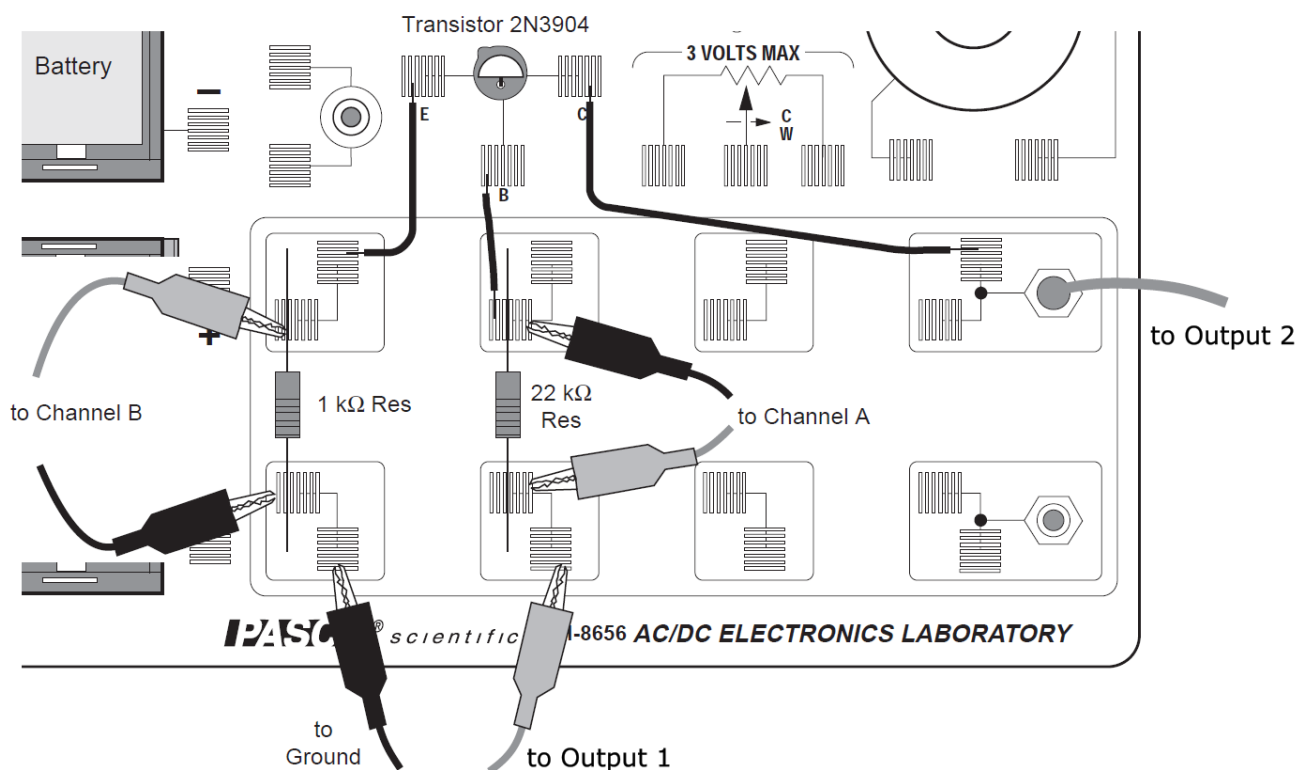 Transistor 2N3904
3 VOLTS MAX
Battery
−
E
C
C
W
B
+
to Output 2
1 kΩ Res
22 kΩ
Res
to Channel B
to Channel A
scientific
-8656 AC/DC ELECTRONICS LABORATORY
to
Ground
to Output 1